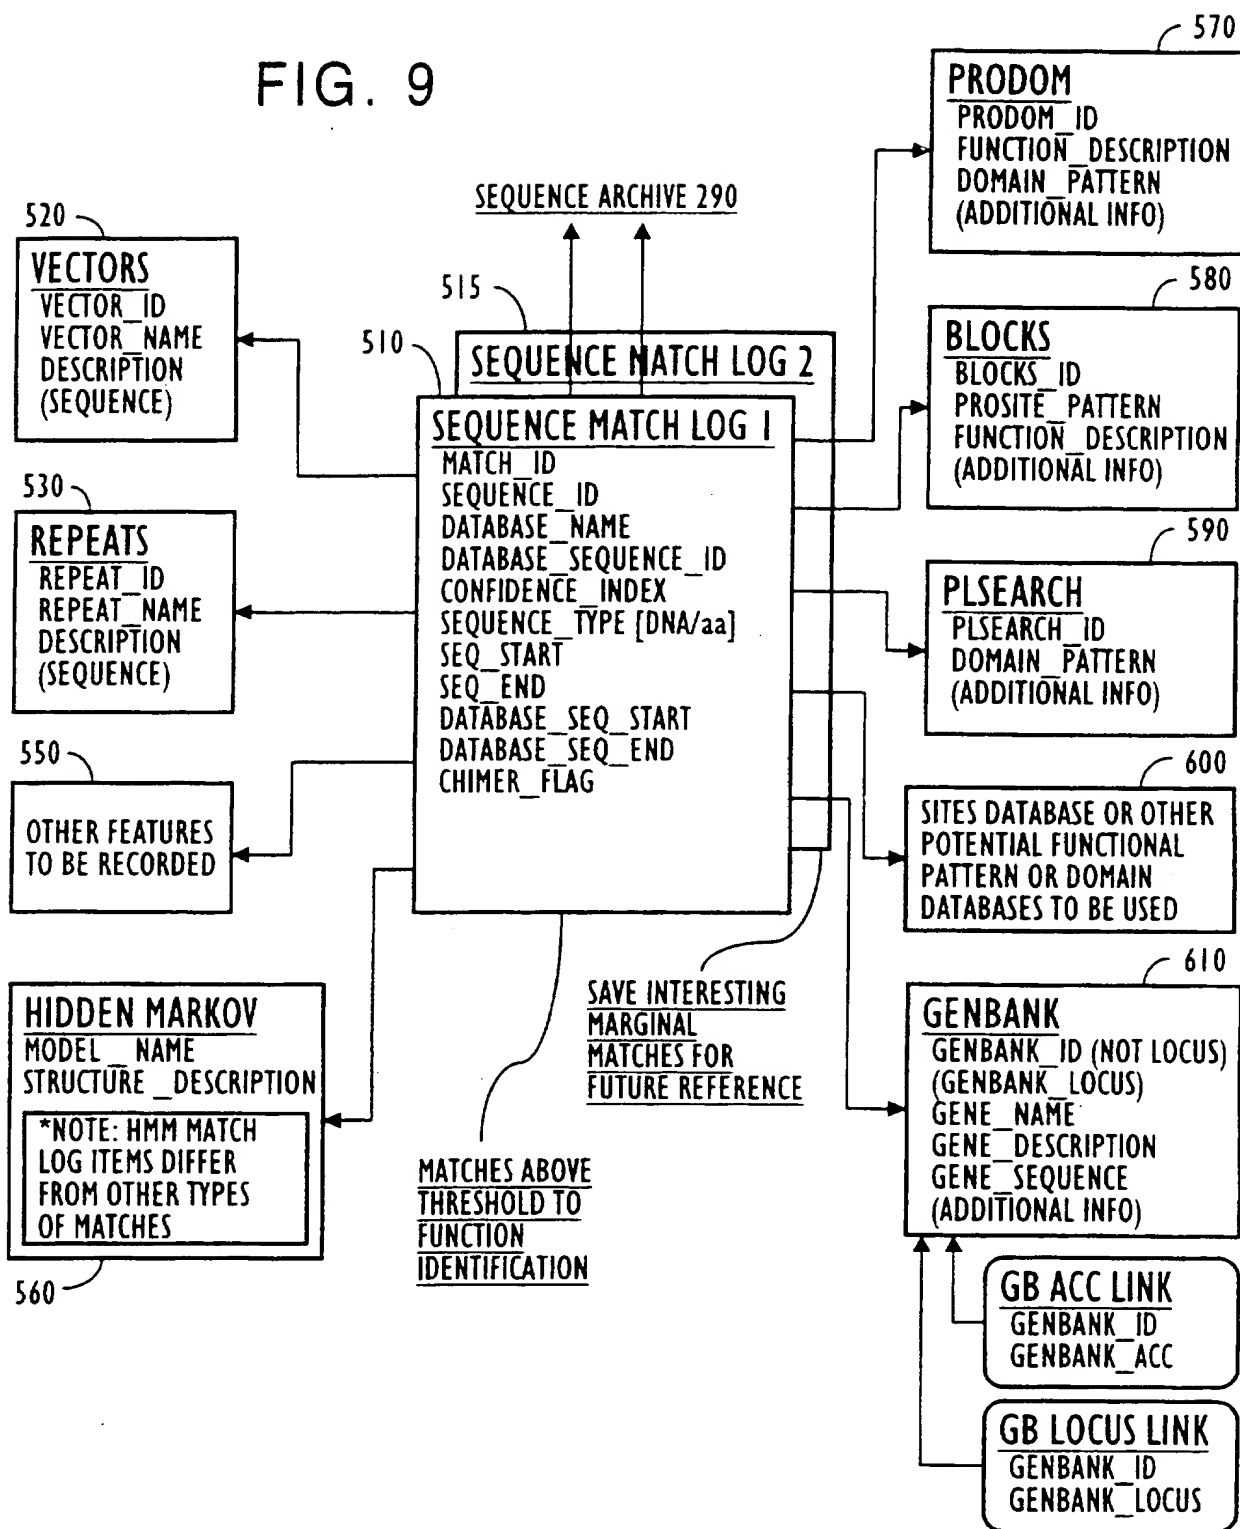 FIG. 9
SEQUENCE ARCHIVE 290
520
VECTORS
VECTOR_ID
VECTOR_NAME
DESCRIPTION
(SEQUENCE)
530
REPEATS
REPEAT_ID
REPEAT_NAME
DESCRIPTION
(SEQUENCE)
550
OTHER FEATURES
TO BE RECORDED
HIDDEN MARKOV
MODEL_NAME
STRUCTURE_DESCRIPTION
*NOTE: HMM MATCH
LOG ITEMS DIFFER
FROM OTHER TYPES
OF MATCHES
560
515
SEQUENCE MATCH LOG 2
510
SEQUENCE MATCH LOG 1
MATCH_ID
SEQUENCE_ID
DATABASE_NAME
DATABASE_SEQUENCE_ID
CONFIDENCE_INDEX
SEQUENCE_TYPE [DNA/aa]
SEQ_START
SEQ_END
DATABASE_SEQ_START
DATABASE_SEQ_END
CHIMER_FLAG
MATCHES ABOVE
THRESHOLD TO
FUNCTION
IDENTIFICATION
SAVE INTERESTING
MARGINAL
MATCHES FOR
FUTURE REFERENCE
570
PRODOM
PRODOM_ID
FUNCTION_DESCRIPTION
DOMAIN_PATTERN
(ADDITIONAL INFO)
580
BLOCKS
BLOCKS_ID
PROSITE_PATTERN
FUNCTION_DESCRIPTION
(ADDITIONAL INFO)
590
PLSEARCH
PLSEARCH_ID
DOMAIN_PATTERN
(ADDITIONAL INFO)
600
SITES DATABASE OR OTHER
POTENTIAL FUNCTIONAL
PATTERN OR DOMAIN
DATABASES TO BE USED
610
GENBANK
GENBANK_ID (NOT LOCUS)
(GENBANK_LOCUS)
GENE_NAME
GENE_DESCRIPTION
GENE_SEQUENCE
(ADDITIONAL INFO)
GB ACC LINK
GENBANK_ID
GENBANK_ACC
GB LOCUS LINK
GENBANK_ID
GENBANK_LOCUS